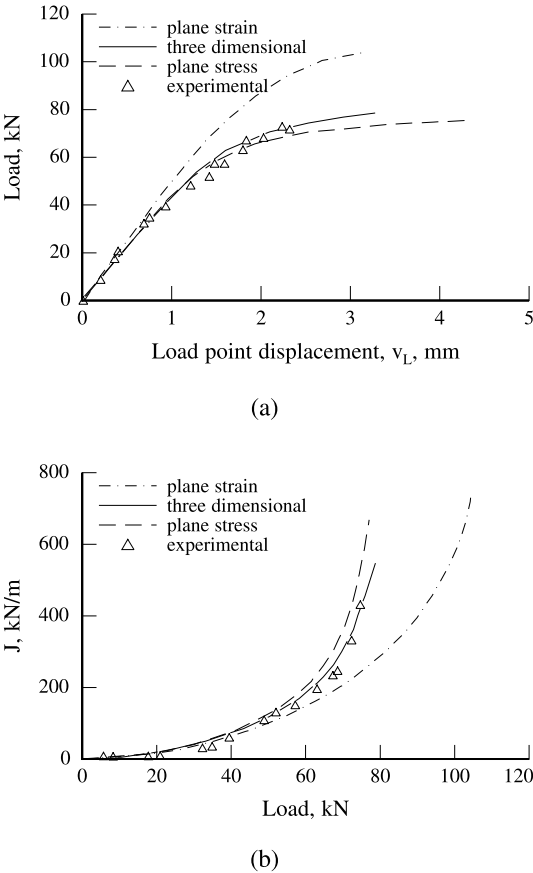 120
100
80
60
40
20
0
Load, kN
plane strain
three dimensional
plane stress
experimental
0 1 2 3 4 5
Load point displacement, vL, mm
(a)
800
600
400
200
0
J, kN/m
plane strain
three dimensional
plane stress
experimental
0 20 40 60 80 100 120
Load, kN
(b)